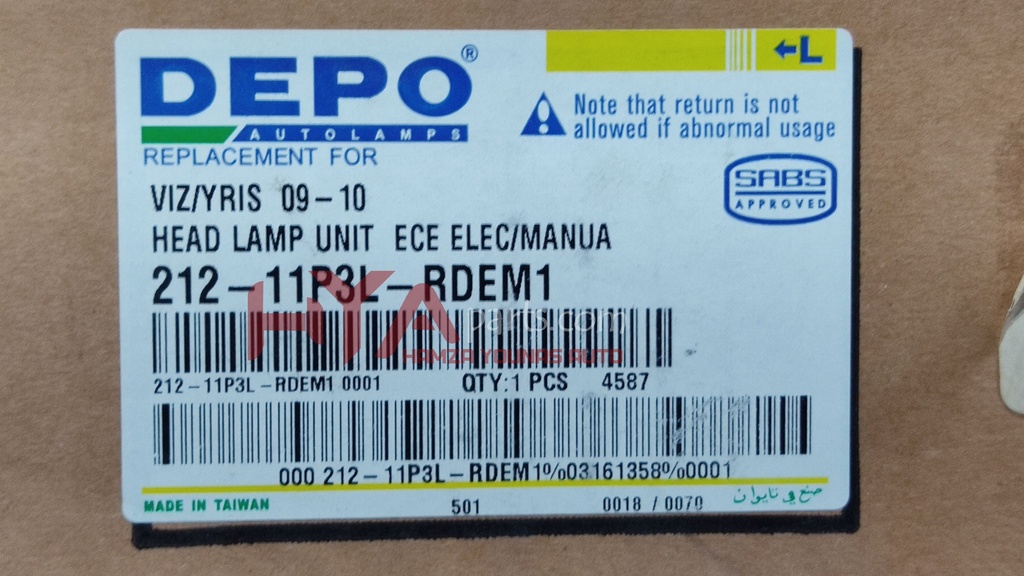 DEPO®
AUTOLAMPS
REPLACEMENT FOR
←L
Note that return is not
allowed if abnormal usage
SABS
APPROVED
VIZ/YRIS 09-10
HEAD LAMP UNIT ECE ELEC/MANUA
212-11P3L-RDEM1
HYA parts.com
HAMZA YOUNAS AUTO
212-11P3L-RDEM1 0001 QTY:1 PCS 4587
000 212-11P3L-RDEM1%03161358%0001
MADE IN TAIWAN 501 0018 / 0070 صنع في تايوان